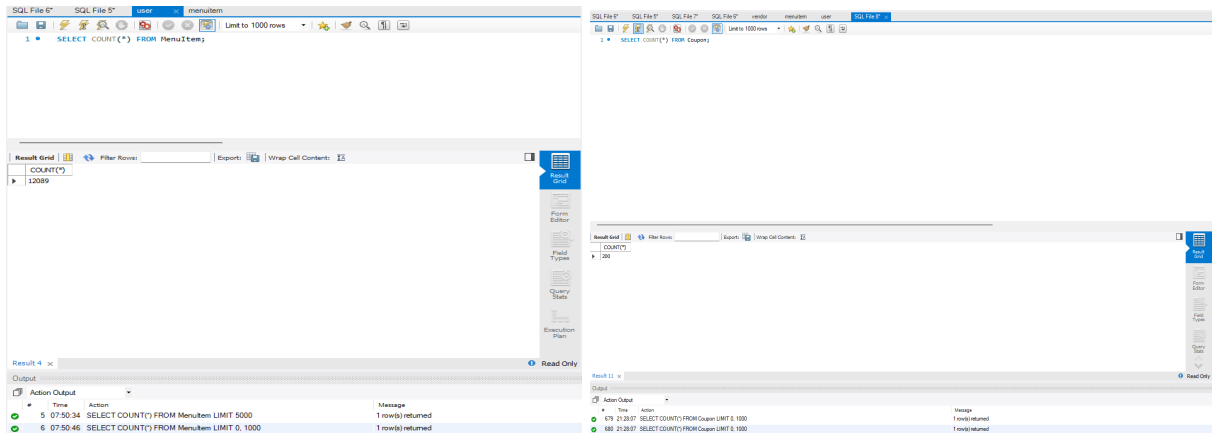 SQL File 6* SQL File 5* user × menuitem
Limit to 1000 rows
1 SELECT COUNT(*) FROM MenuItem;
Result Grid Filter Rows: Export: Wrap Cell Content:
COUNT(*)
12089
Result
Grid
Form
Editor
Field
Types
Query
Stats
Execution
Plan
Result 4 × Read Only
Output
Action Output
# Time Action Message
5 07:50:34 SELECT COUNT(*) FROM MenuItem LIMIT 5000 1 row(s) returned
6 07:50:46 SELECT COUNT(*) FROM MenuItem LIMIT 0, 1000 1 row(s) returned
SQL File 6* SQL File 5* SQL File 7* SQL File 6* vendor menuitem user SQL File 8* ×
Limit to 1000 rows
1 SELECT COUNT(*) FROM Coupon;
Result Grid Filter Rows: Export: Wrap Cell Content:
COUNT(*)
200
Result
Grid
Form
Editor
Field
Types
Query
Stats
Result 11 × Read Only
Output
Action Output
# Time Action Message
679 21:28:07 SELECT COUNT(*) FROM Coupon LIMIT 0, 1000 1 row(s) returned
680 21:28:07 SELECT COUNT(*) FROM Coupon LIMIT 0, 1000 1 row(s) returned